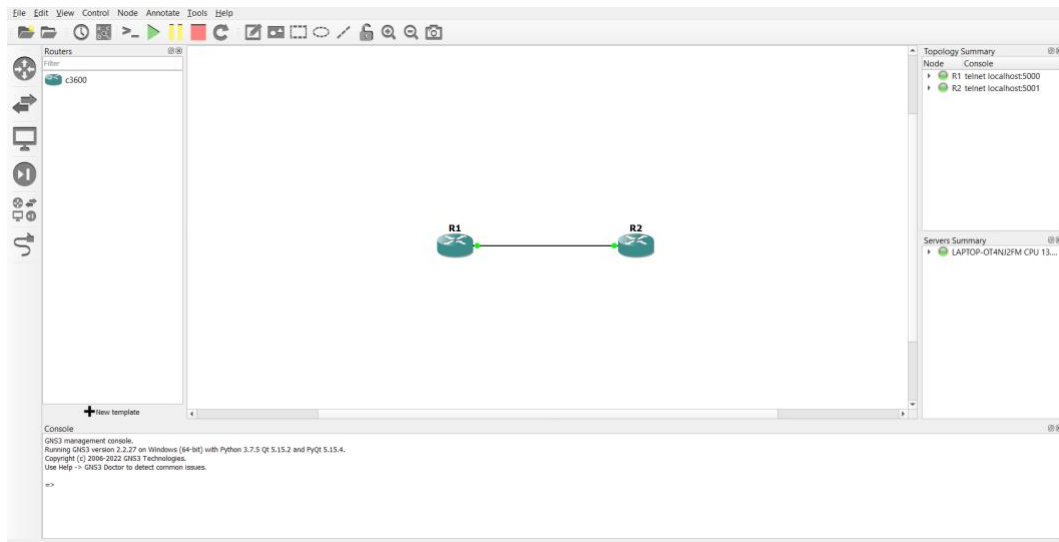 File Edit View Control Node Annotate Tools Help
Routers
Filter
c3600
New template
R1
R2
Topology Summary
Node Console
R1 telnet localhost:5000
R2 telnet localhost:5001
Servers Summary
LAPTOP-OT4NJ2FM CPU 13....
Console
GNS3 management console.
Running GNS3 version 2.2.27 on Windows (64-bit) with Python 3.7.5 Qt 5.15.2 and PyQt 5.15.4.
Copyright (c) 2006-2022 GNS3 Technologies.
Use Help -> GNS3 Doctor to detect common issues.
=>